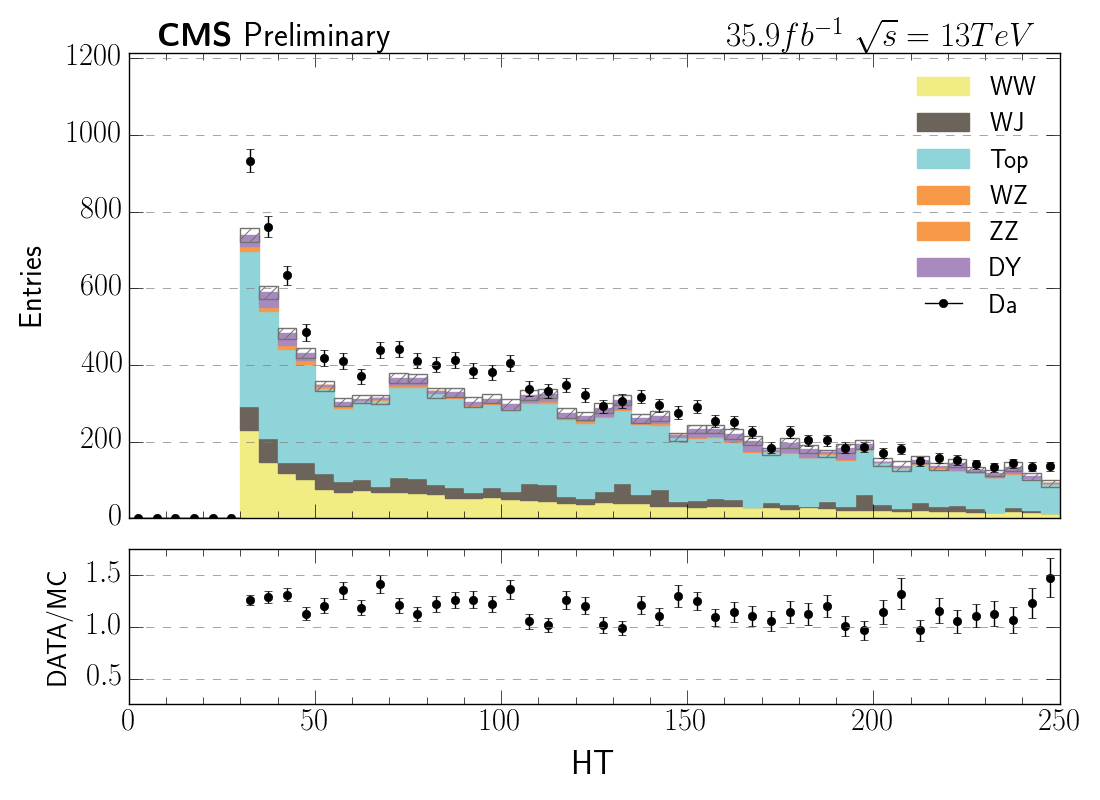 CMS Preliminary
35.9fb⁻¹ √s = 13TeV
1200
1000
800
600
400
200
0
Entries
WW
WJ
Top
WZ
ZZ
DY
Da
1.5
1.0
0.5
DATA/MC
0 50 100 150 200 250
HT